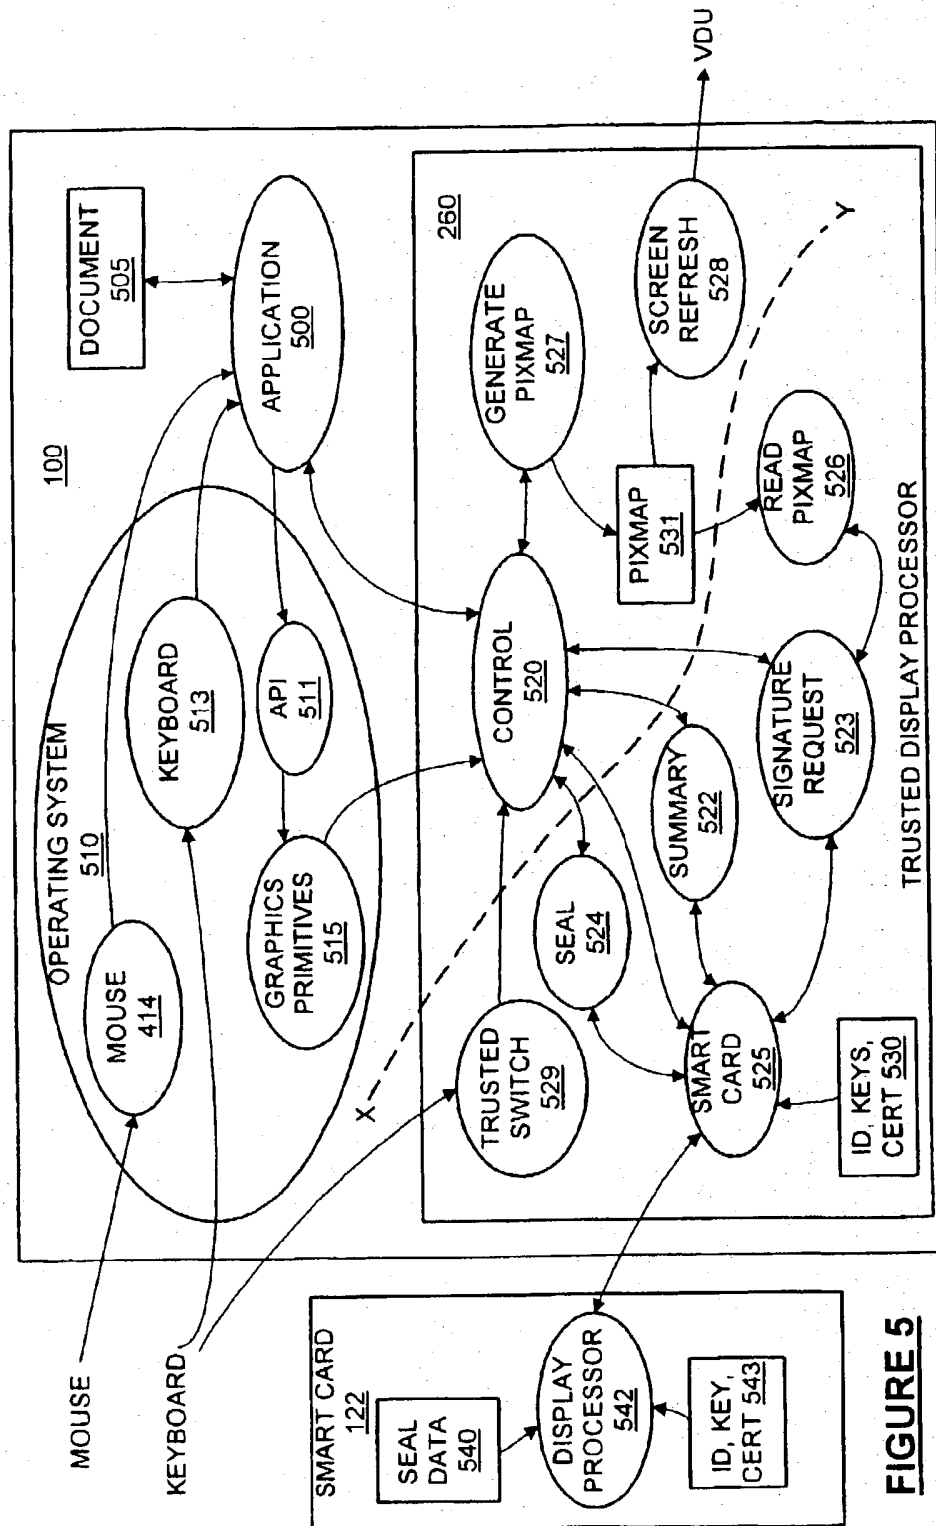 MOUSE
KEYBOARD
100
OPERATING SYSTEM
510
MOUSE
414
KEYBOARD
513
API
511
GRAPHICS
PRIMITIVES
515
DOCUMENT
505
APPLICATION
500
VDU
X
Y
260
TRUSTED
SWITCH
529
CONTROL
520
GENERATE
PIXMAP
527
SEAL
524
PIXMAP
531
SCREEN
REFRESH
528
SUMMARY
522
READ
PIXMAP
526
SMART
CARD
525
SIGNATURE
REQUEST
523
ID, KEYS,
CERT 530
TRUSTED DISPLAY PROCESSOR
SMART CARD
122
SEAL
DATA
540
DISPLAY
PROCESSOR
542
ID, KEY,
CERT 543
FIGURE 5